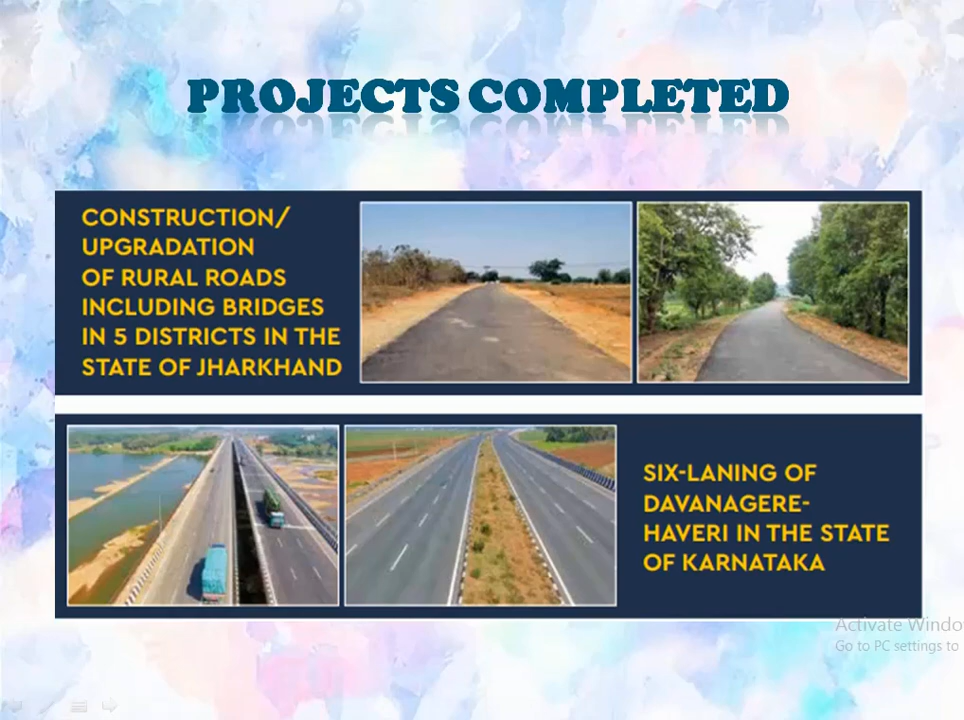 PROJECTS COMPLETED
CONSTRUCTION/
UPGRADATION
OF RURAL ROADS
INCLUDING BRIDGES
IN 5 DISTRICTS IN THE
STATE OF JHARKHAND
SIX-LANING OF
DAVANAGERE-
HAVERI IN THE STATE
OF KARNATAKA
Activate Windo
Go to PC settings to